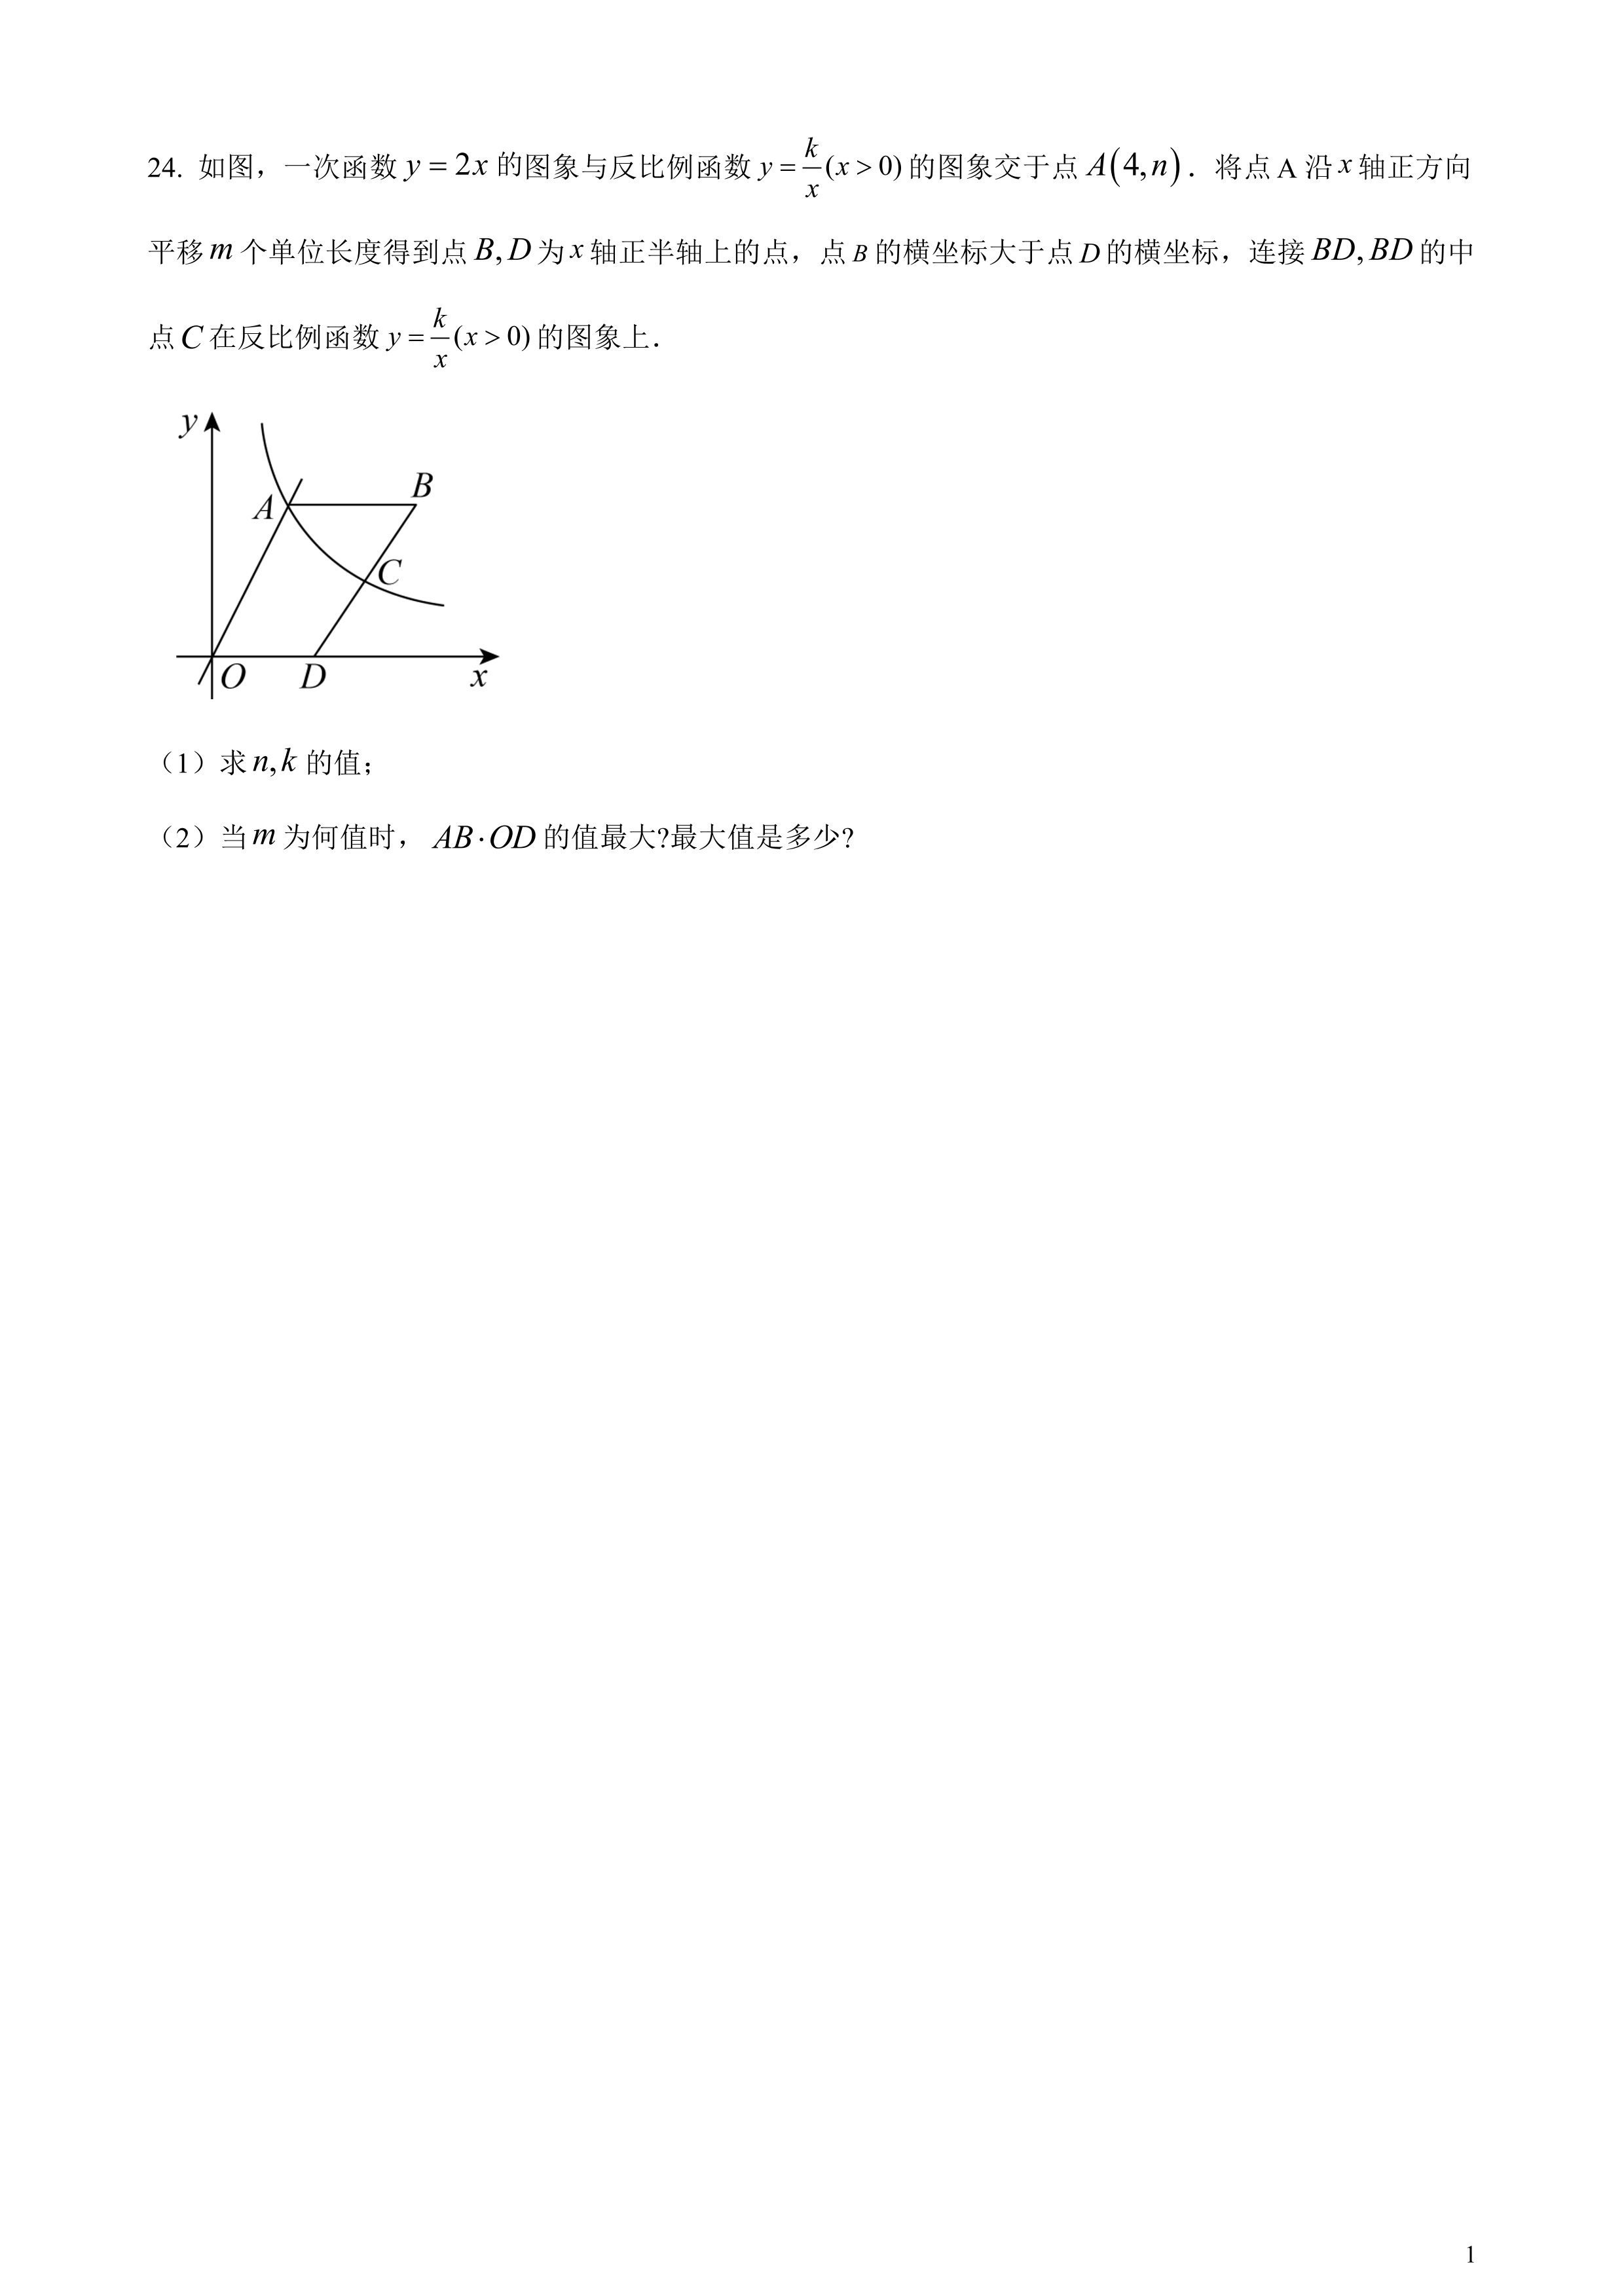 24. 如图，一次函数 y = 2x 的图象与反比例函数 y = k/x (x > 0) 的图象交于点 A(4, n)．将点 A 沿 x 轴正方向
平移 m 个单位长度得到点 B, D 为 x 轴正半轴上的点，点 B 的横坐标大于点 D 的横坐标，连接 BD, BD 的中
点 C 在反比例函数 y = k/x (x > 0) 的图象上．
y
A
B
C
O
D
x
（1）求 n, k 的值；
（2）当 m 为何值时，AB·OD 的值最大?最大值是多少?
1